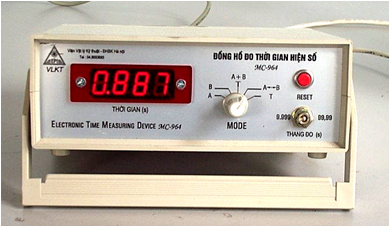 Viện Vật lý Kỹ thuật - ĐHBK Hà Nội
VLKT
ĐỒNG HỒ ĐO THỜI GIAN HIỆN SỐ
MC-964
0.887
THỜI GIAN (s)
A+B
B
A
T
A↔B
T
MODE
RESET
9.999
99,99
THANG ĐO (s)
ELECTRONIC TIME MEASURING DEVICE MC-964